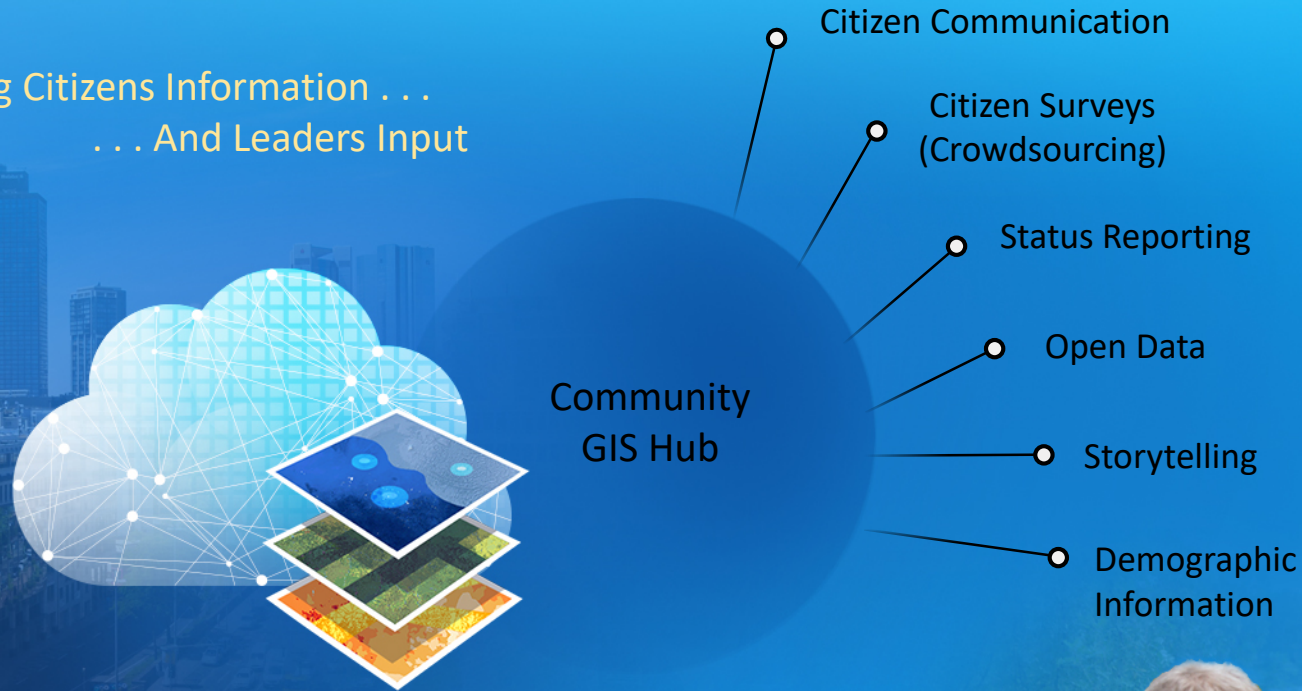 Citizens Information . . .
. . . And Leaders Input
Citizen Communication
Citizen Surveys
(Crowdsourcing)
Status Reporting
Open Data
Storytelling
Demographic
Information
Community
GIS Hub